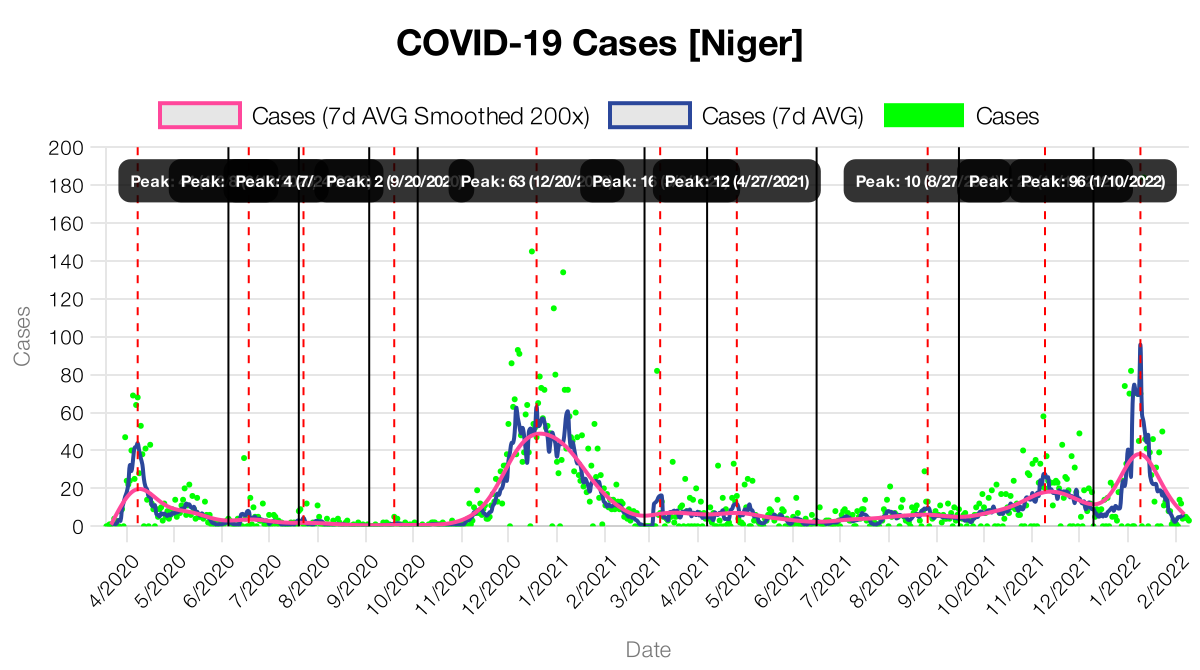 COVID-19 Cases [Niger]
Cases (7d AVG Smoothed 200x) Cases (7d AVG) Cases
200
180
160
140
120
100
80
60
40
20
0
Peak: Peak: Peak: 4 (7/ Peak: 2 (9/20/2020 Peak: 63 (12/20/20 Peak: 16 Peak: 12 (4/27/2021) Peak: 10 (8/27/ Peak: Peak: 96 (1/10/2022)
Cases
4/2020 5/2020 6/2020 7/2020 8/2020 9/2020 10/2020 11/2020 12/2020 1/2021 2/2021 3/2021 4/2021 5/2021 6/2021 7/2021 8/2021 9/2021 10/2021 11/2021 12/2021 1/2022 2/2022
Date